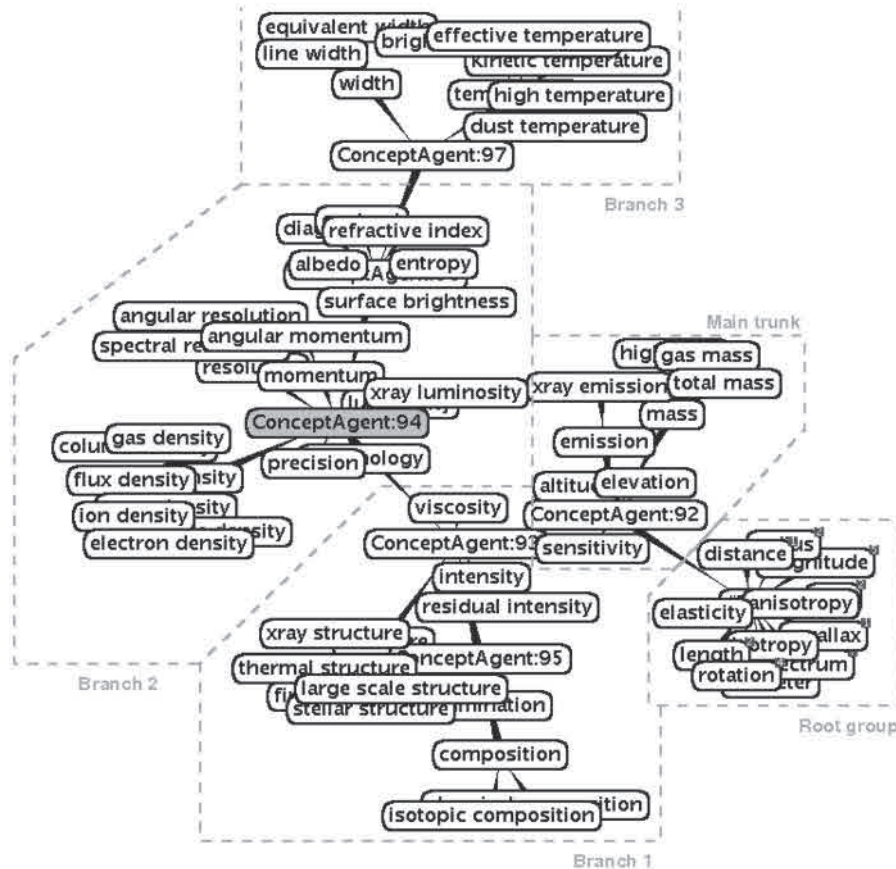 equivalent width
effective temperature
line width
kinetic temperature
width
high temperature
dust temperature
ConceptAgent:97
Branch 3
refractive index
albedo
entropy
surface brightness
angular resolution
angular momentum
momentum
xray luminosity
ConceptAgent:94
gas density
precision
flux density
ion density
electron density
Main trunk
gas mass
xray emission
total mass
mass
emission
elevation
ConceptAgent:92
sensitivity
viscosity
ConceptAgent:93
intensity
residual intensity
distance
elasticity
anisotropy
length
rotation
Root group
xray structure
ConceptAgent:95
thermal structure
large scale structure
stellar structure
Branch 2
composition
isotopic composition
Branch 1